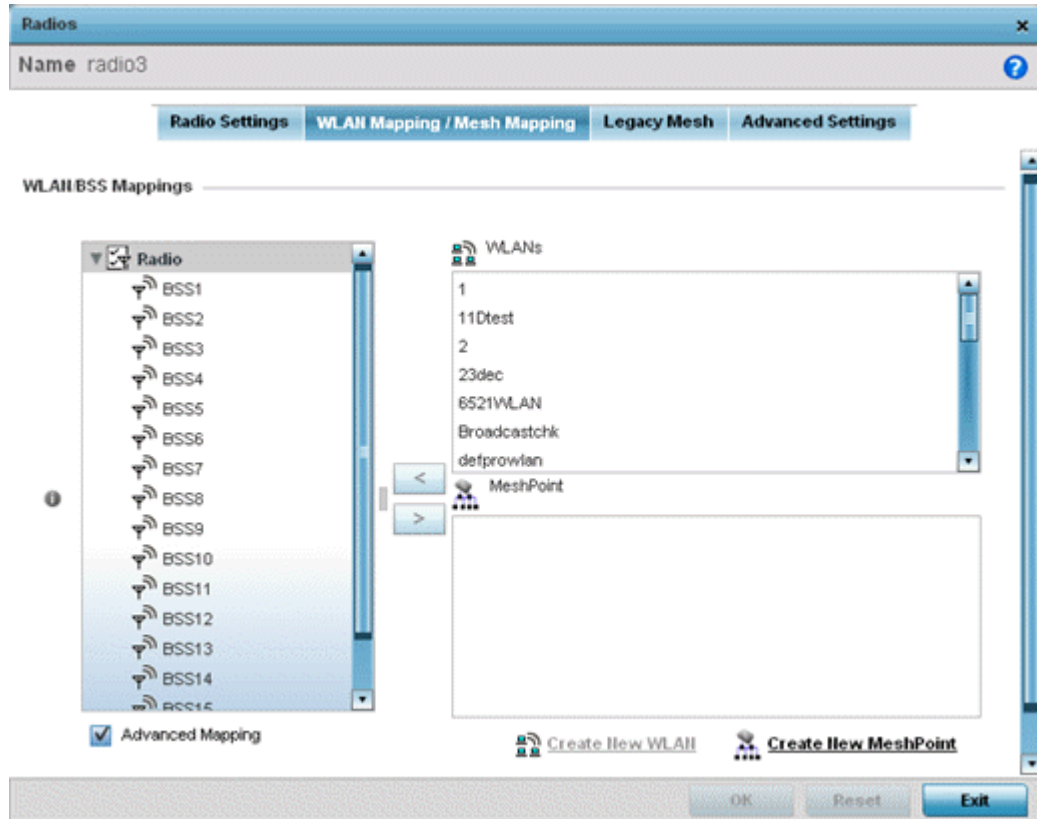 Radios
Name radio3
Radio Settings
WLAN Mapping / Mesh Mapping
Legacy Mesh
Advanced Settings
WLAN/BSS Mappings
Radio
BSS1
BSS2
BSS3
BSS4
BSS5
BSS6
BSS7
BSS8
BSS9
BSS10
BSS11
BSS12
BSS13
BSS14
BSS15
Advanced Mapping
<
>
WLANs
1
11Dtest
2
23dec
6521WLAN
Broadcastchk
defprowlan
MeshPoint
Create New WLAN
Create New MeshPoint
OK
Reset
Exit